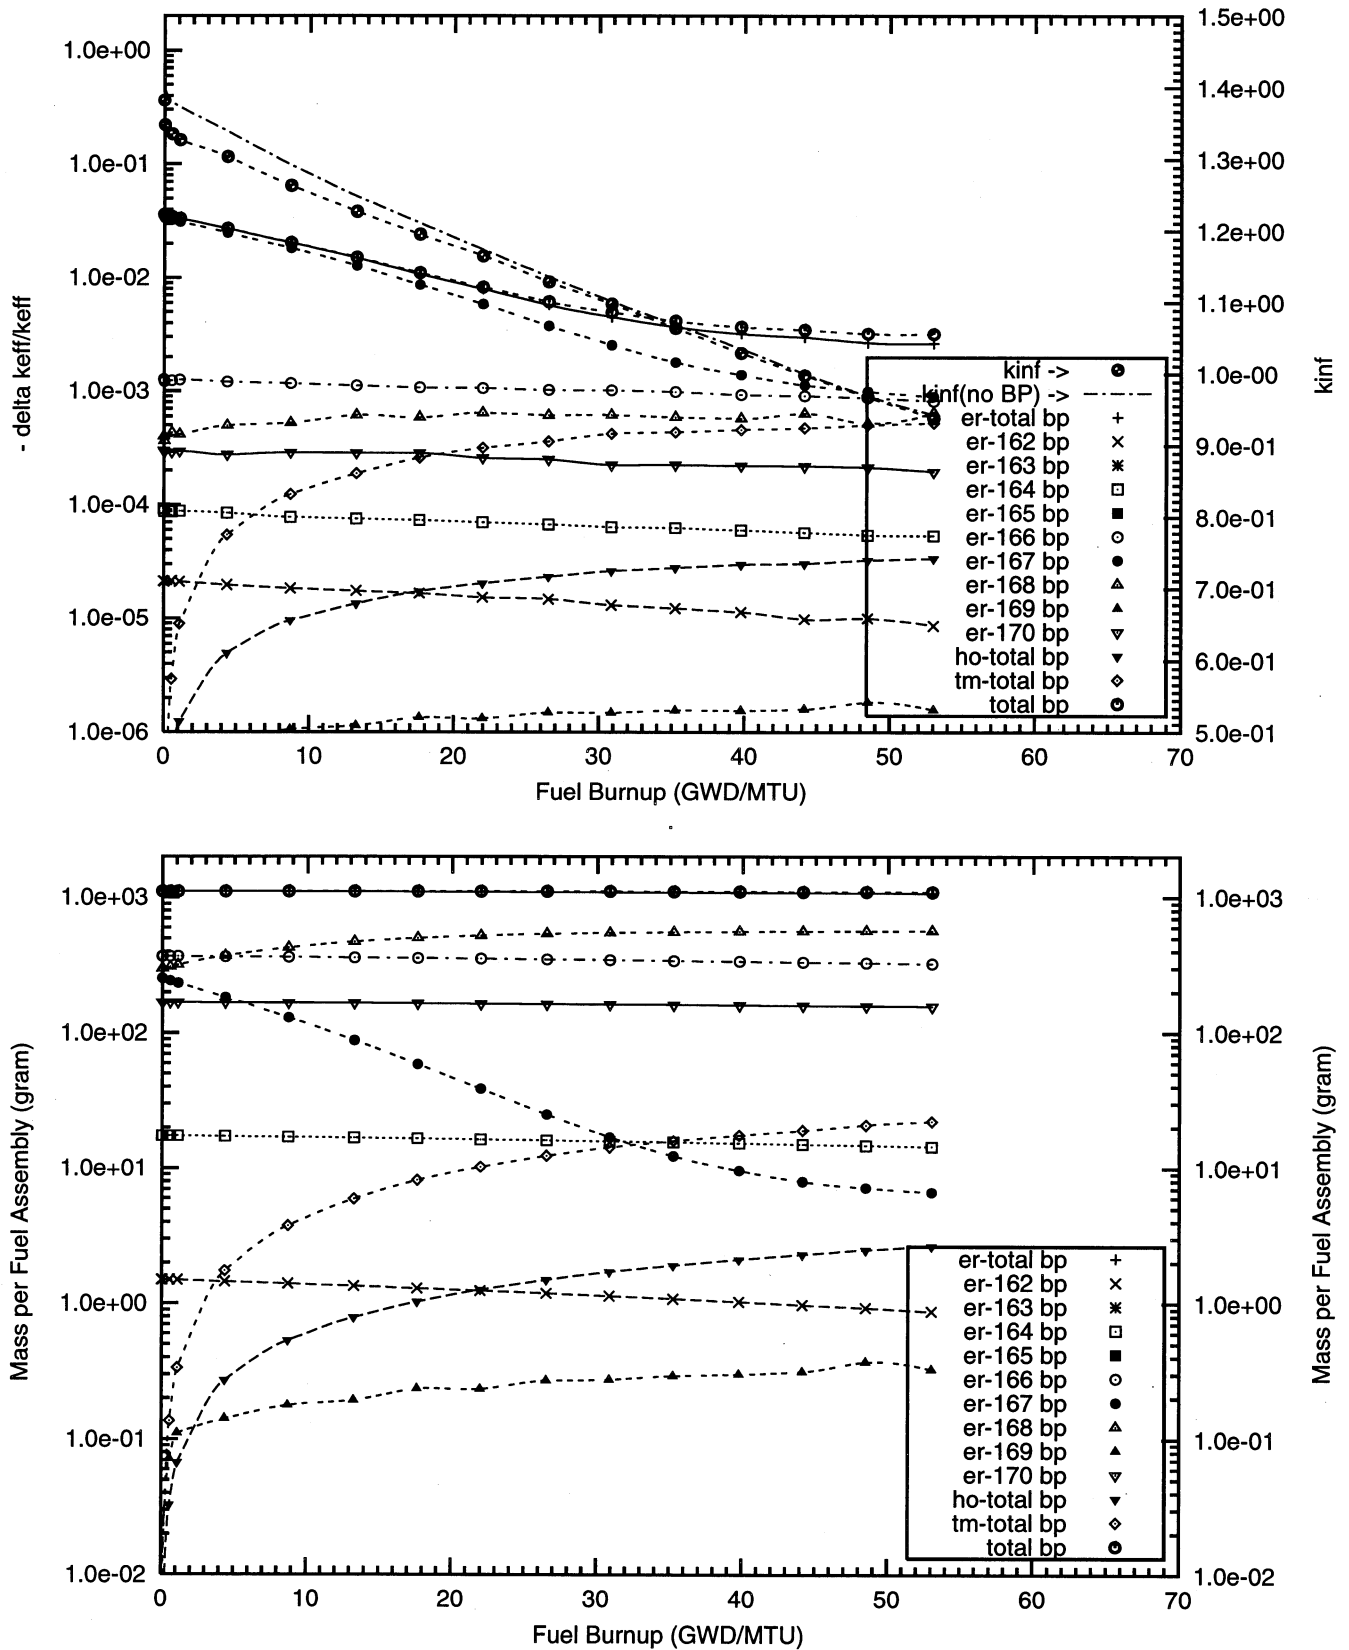 1.0e+00
1.0e-01
1.0e-02
1.0e-03
1.0e-04
1.0e-05
1.0e-06
- delta keff/keff
1.5e+00
1.4e+00
1.3e+00
1.2e+00
1.1e+00
1.0e-00
9.0e-01
8.0e-01
7.0e-01
6.0e-01
5.0e-01
kinf
kinf ->
kinf(no BP) ->
er-total bp
er-162 bp
er-163 bp
er-164 bp
er-165 bp
er-166 bp
er-167 bp
er-168 bp
er-169 bp
er-170 bp
ho-total bp
tm-total bp
total bp
0 10 20 30 40 50 60 70
Fuel Burnup (GWD/MTU)
1.0e+03
1.0e+02
1.0e+01
1.0e+00
1.0e-01
1.0e-02
Mass per Fuel Assembly (gram)
1.0e+03
1.0e+02
1.0e+01
1.0e+00
1.0e-01
1.0e-02
Mass per Fuel Assembly (gram)
er-total bp
er-162 bp
er-163 bp
er-164 bp
er-165 bp
er-166 bp
er-167 bp
er-168 bp
er-169 bp
er-170 bp
ho-total bp
tm-total bp
total bp
0 10 20 30 40 50 60 70
Fuel Burnup (GWD/MTU)